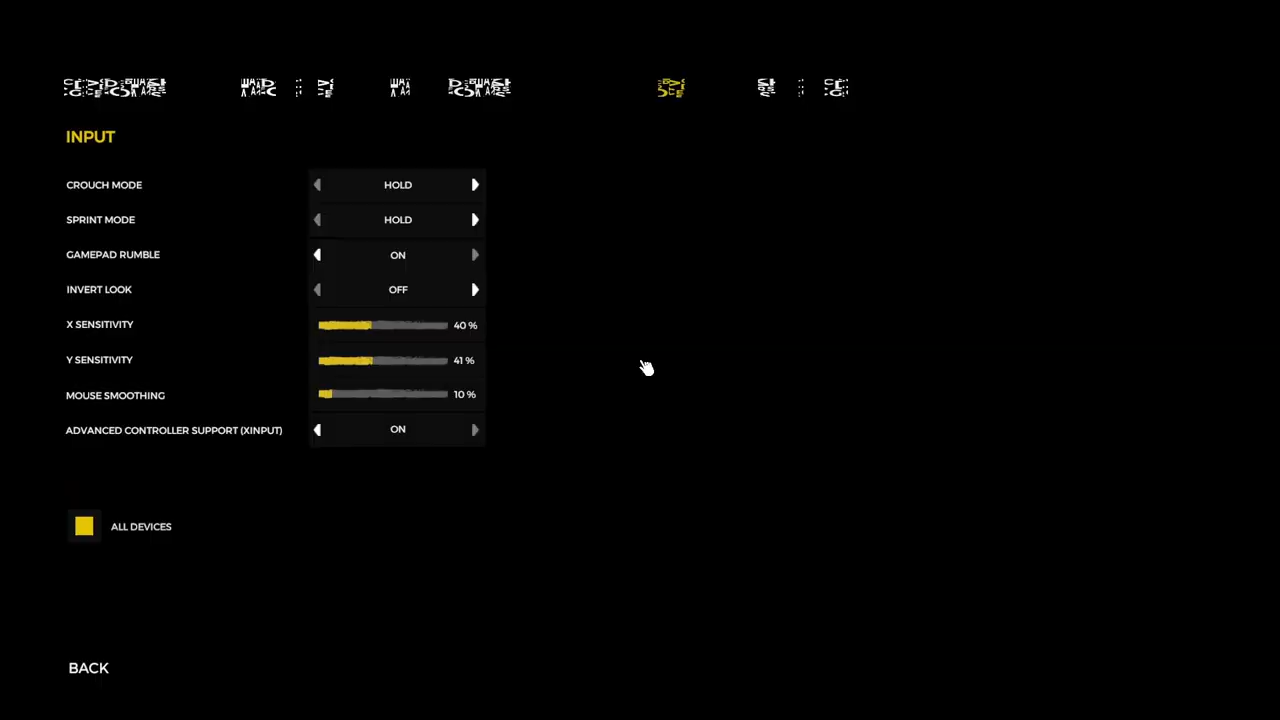 INPUT
CROUCH MODE HOLD
SPRINT MODE HOLD
GAMEPAD RUMBLE ON
INVERT LOOK OFF
X SENSITIVITY 40 %
Y SENSITIVITY 41 %
MOUSE SMOOTHING 10 %
ADVANCED CONTROLLER SUPPORT (XINPUT) ON
ALL DEVICES
BACK